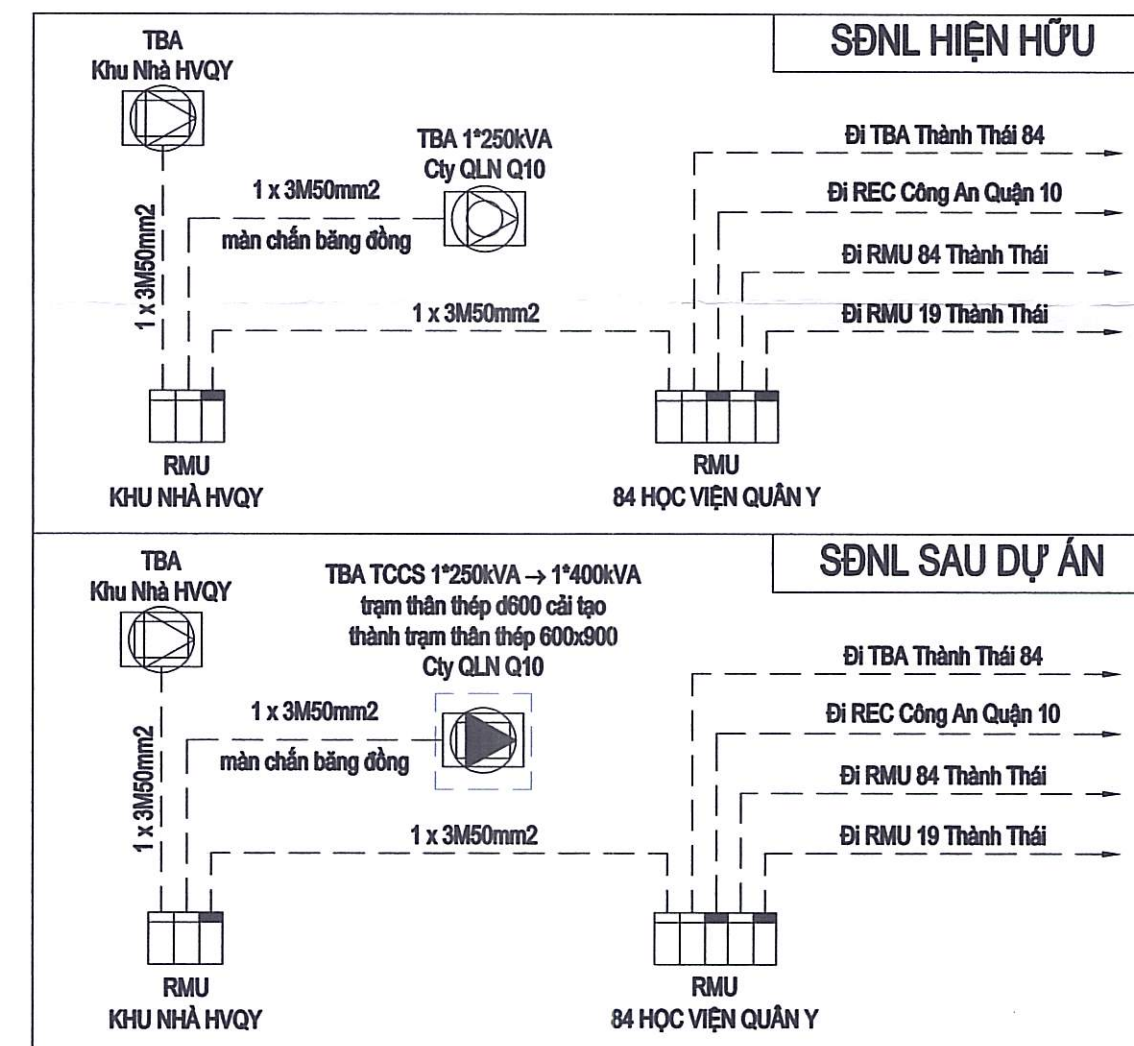 SĐNL HIỆN HỮU
TBA
Khu Nhà HVQY
TBA 1*250kVA
Cty QLN Q10
1 x 3M50mm2
màn chắn băng đồng
1 x 3M50mm2
1 x 3M50mm2
Đi TBA Thành Thái 84
Đi REC Công An Quận 10
Đi RMU 84 Thành Thái
Đi RMU 19 Thành Thái
RMU
KHU NHÀ HVQY
RMU
84 HỌC VIỆN QUÂN Y
SĐNL SAU DỰ ÁN
TBA
Khu Nhà HVQY
TBA TCCS 1*250kVA → 1*400kVA
trạm thân thép d600 cải tạo
thành trạm thân thép 600x900
Cty QLN Q10
1 x 3M50mm2
màn chắn băng đồng
1 x 3M50mm2
1 x 3M50mm2
Đi TBA Thành Thái 84
Đi REC Công An Quận 10
Đi RMU 84 Thành Thái
Đi RMU 19 Thành Thái
RMU
KHU NHÀ HVQY
RMU
84 HỌC VIỆN QUÂN Y